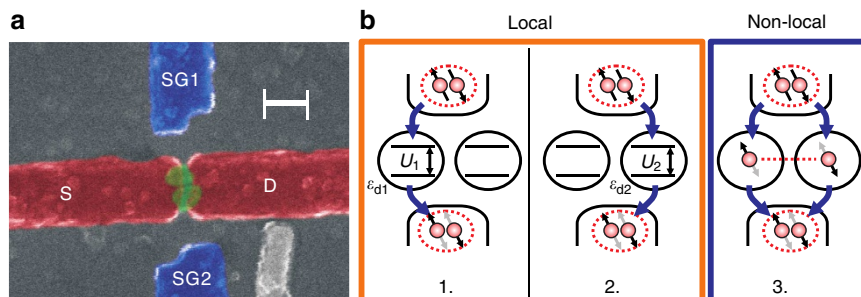 a
SG1
S
D
SG2
b
Local
Non-local
U1
εd1
U2
εd2
1.
2.
3.